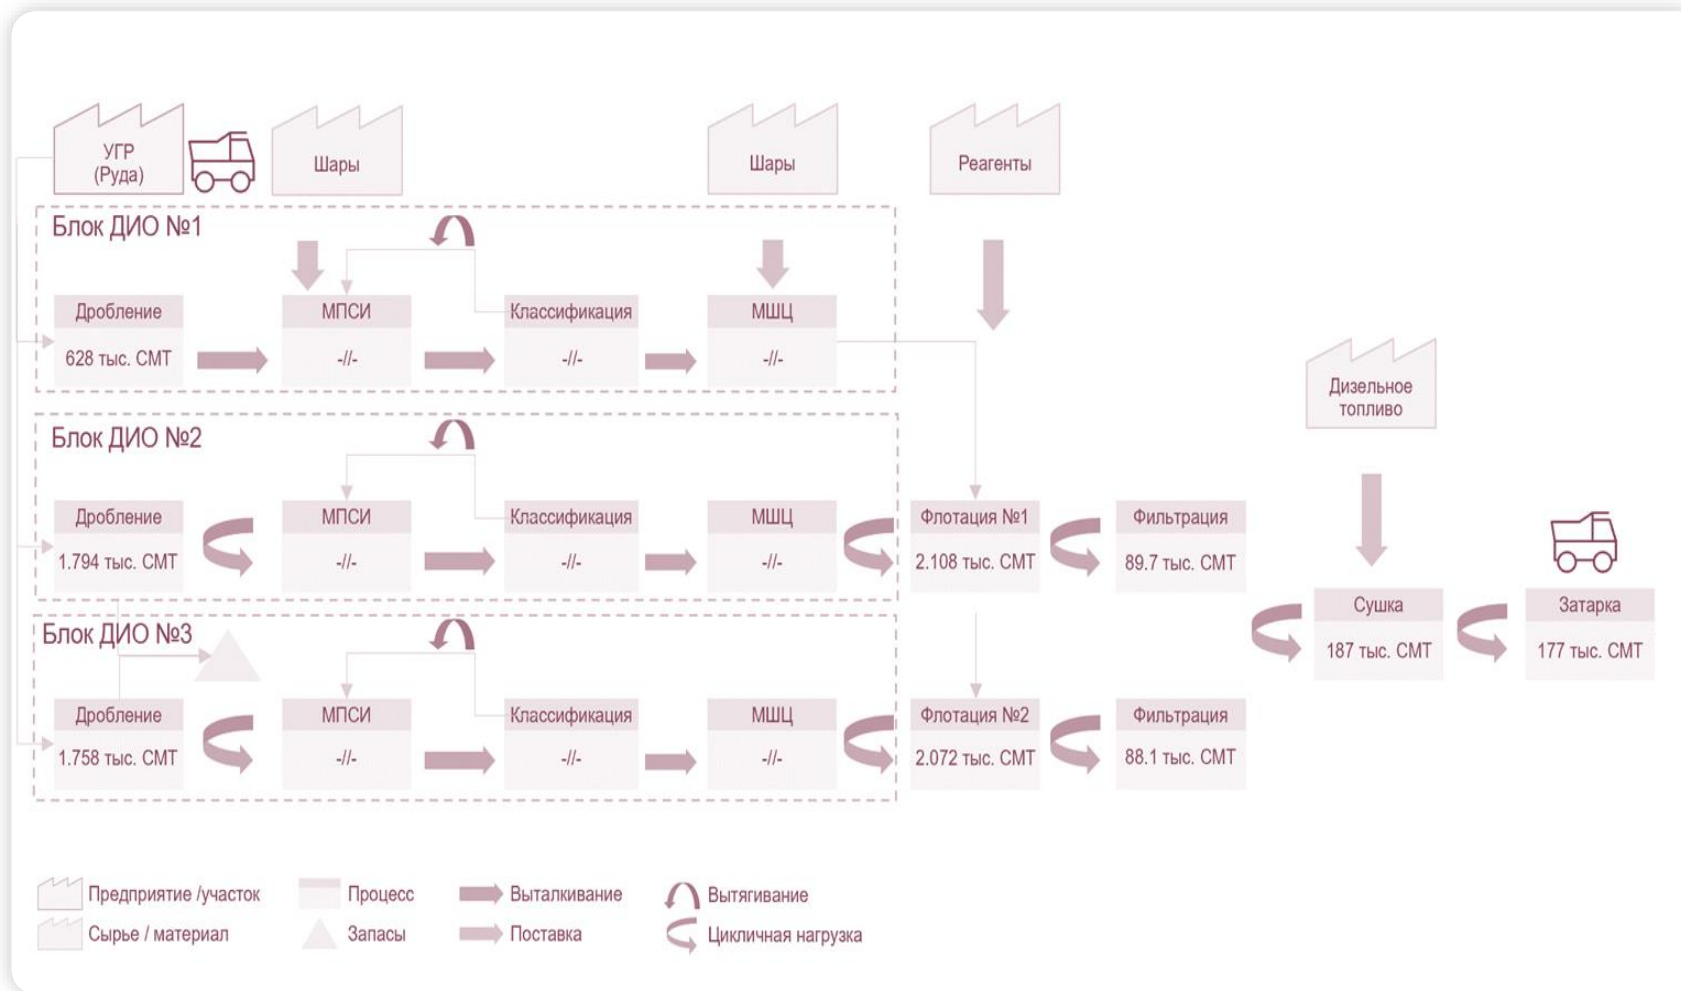 УГР
(Руда)
Шары
Шары
Реагенты
Блок ДИО №1
Дробление
МПСИ
Классификация
МШЦ
628 тыс. СМТ
-//-
-//-
-//-
Дизельное
топливо
Блок ДИО №2
Дробление
МПСИ
Классификация
МШЦ
Флотация №1
Фильтрация
1.794 тыс. СМТ
-//-
-//-
-//-
2.108 тыс. СМТ
89.7 тыс. СМТ
Сушка
Затарка
187 тыс. СМТ
177 тыс. СМТ
Блок ДИО №3
Дробление
МПСИ
Классификация
МШЦ
Флотация №2
Фильтрация
1.758 тыс. СМТ
-//-
-//-
-//-
2.072 тыс. СМТ
88.1 тыс. СМТ
Предприятие /участок
Процесс
Выталкивание
Вытягивание
Сырье / материал
Запасы
Поставка
Цикличная нагрузка